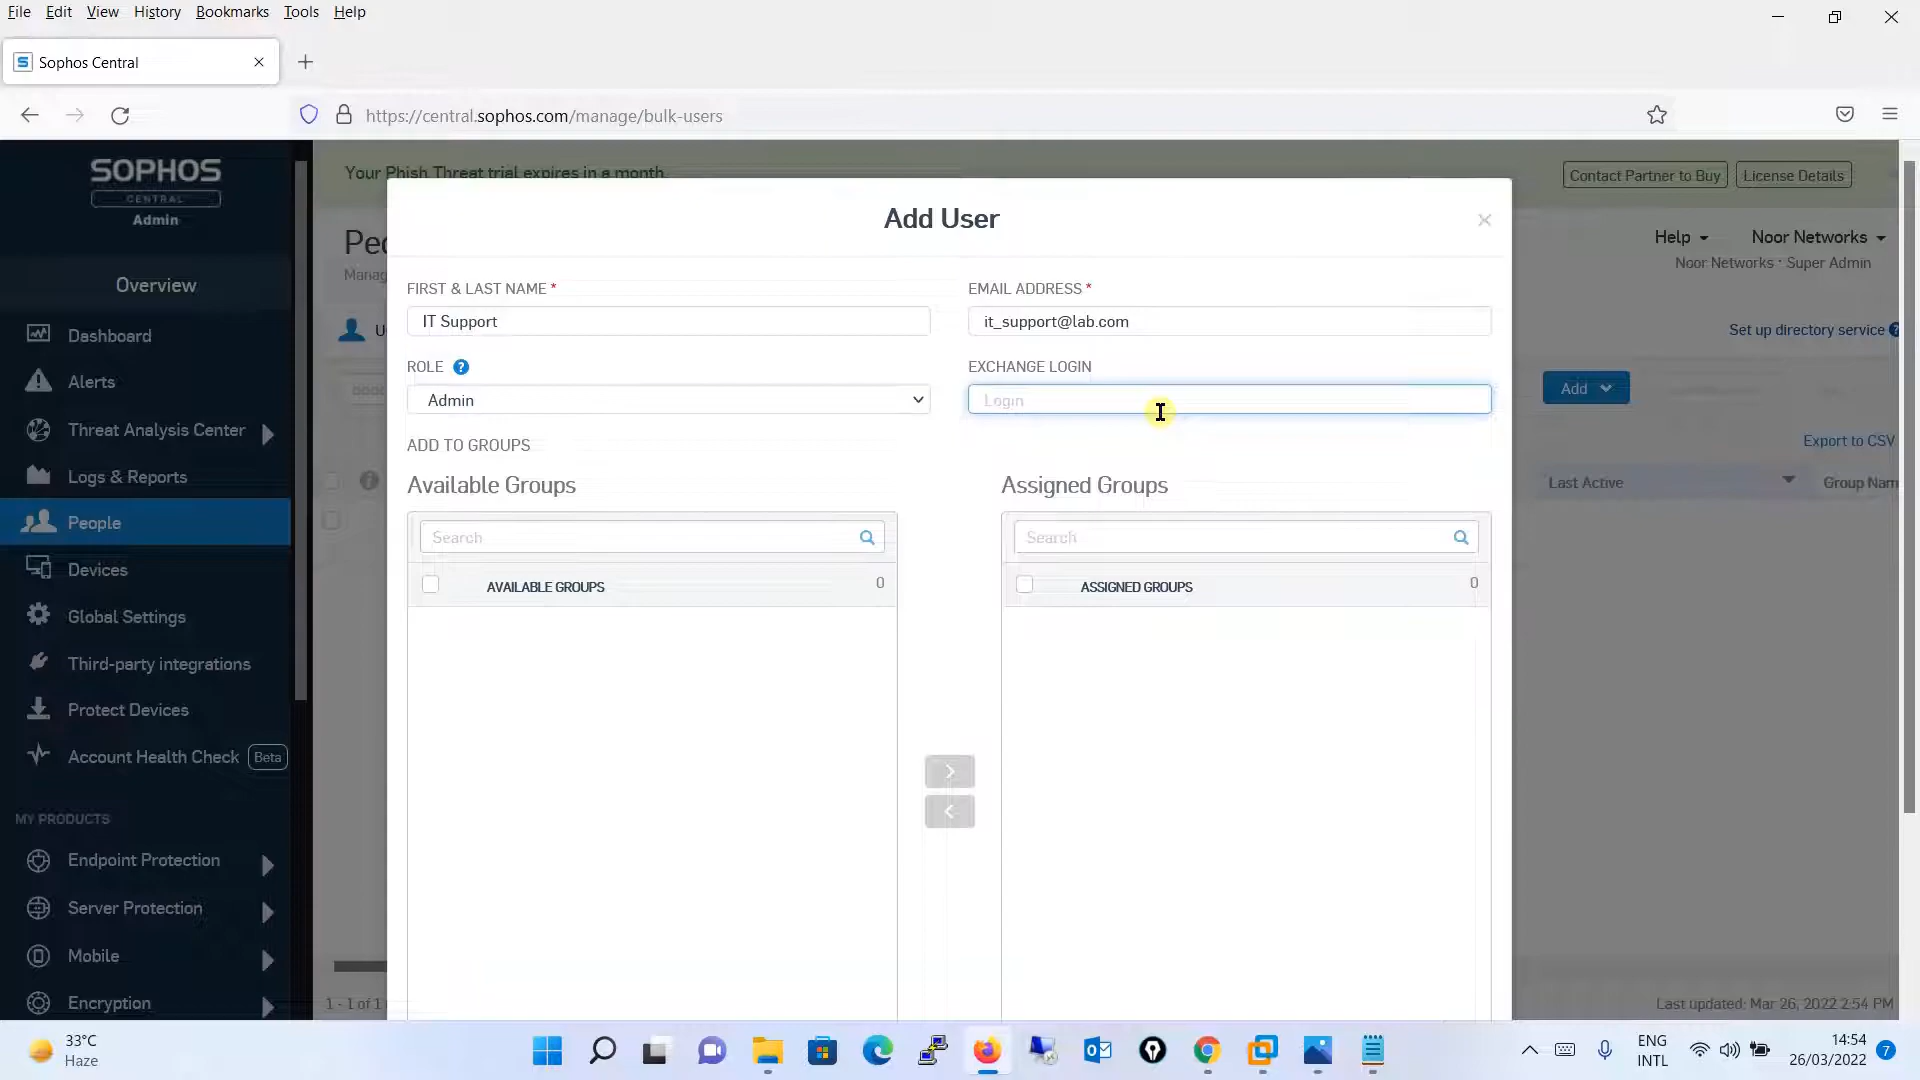 File Edit View History Bookmarks Tools Help
Sophos Central
https://central.sophos.com/manage/bulk-users
SOPHOS
CENTRAL
Admin
Overview
Dashboard
Alerts
Threat Analysis Center
Logs & Reports
People
Devices
Global Settings
Third-party integrations
Protect Devices
Account Health Check Beta
MY PRODUCTS
Endpoint Protection
Server Protection
Mobile
Encryption
Your Phish Threat trial expires in a month.
Contact Partner to Buy License Details
Help Noor Networks
Noor Networks · Super Admin
Set up directory service
Add
Export to CSV
Last Active
1 - 1 of 1
Last updated: Mar 26, 2022 2:54 PM
Add User
FIRST & LAST NAME * EMAIL ADDRESS *
IT Support it_support@lab.com
ROLE ? EXCHANGE LOGIN
Admin Login
ADD TO GROUPS
Available Groups Assigned Groups
Search Search
AVAILABLE GROUPS 0 ASSIGNED GROUPS 0
33°C
Haze
ENG
INTL
14:54
26/03/2022
7